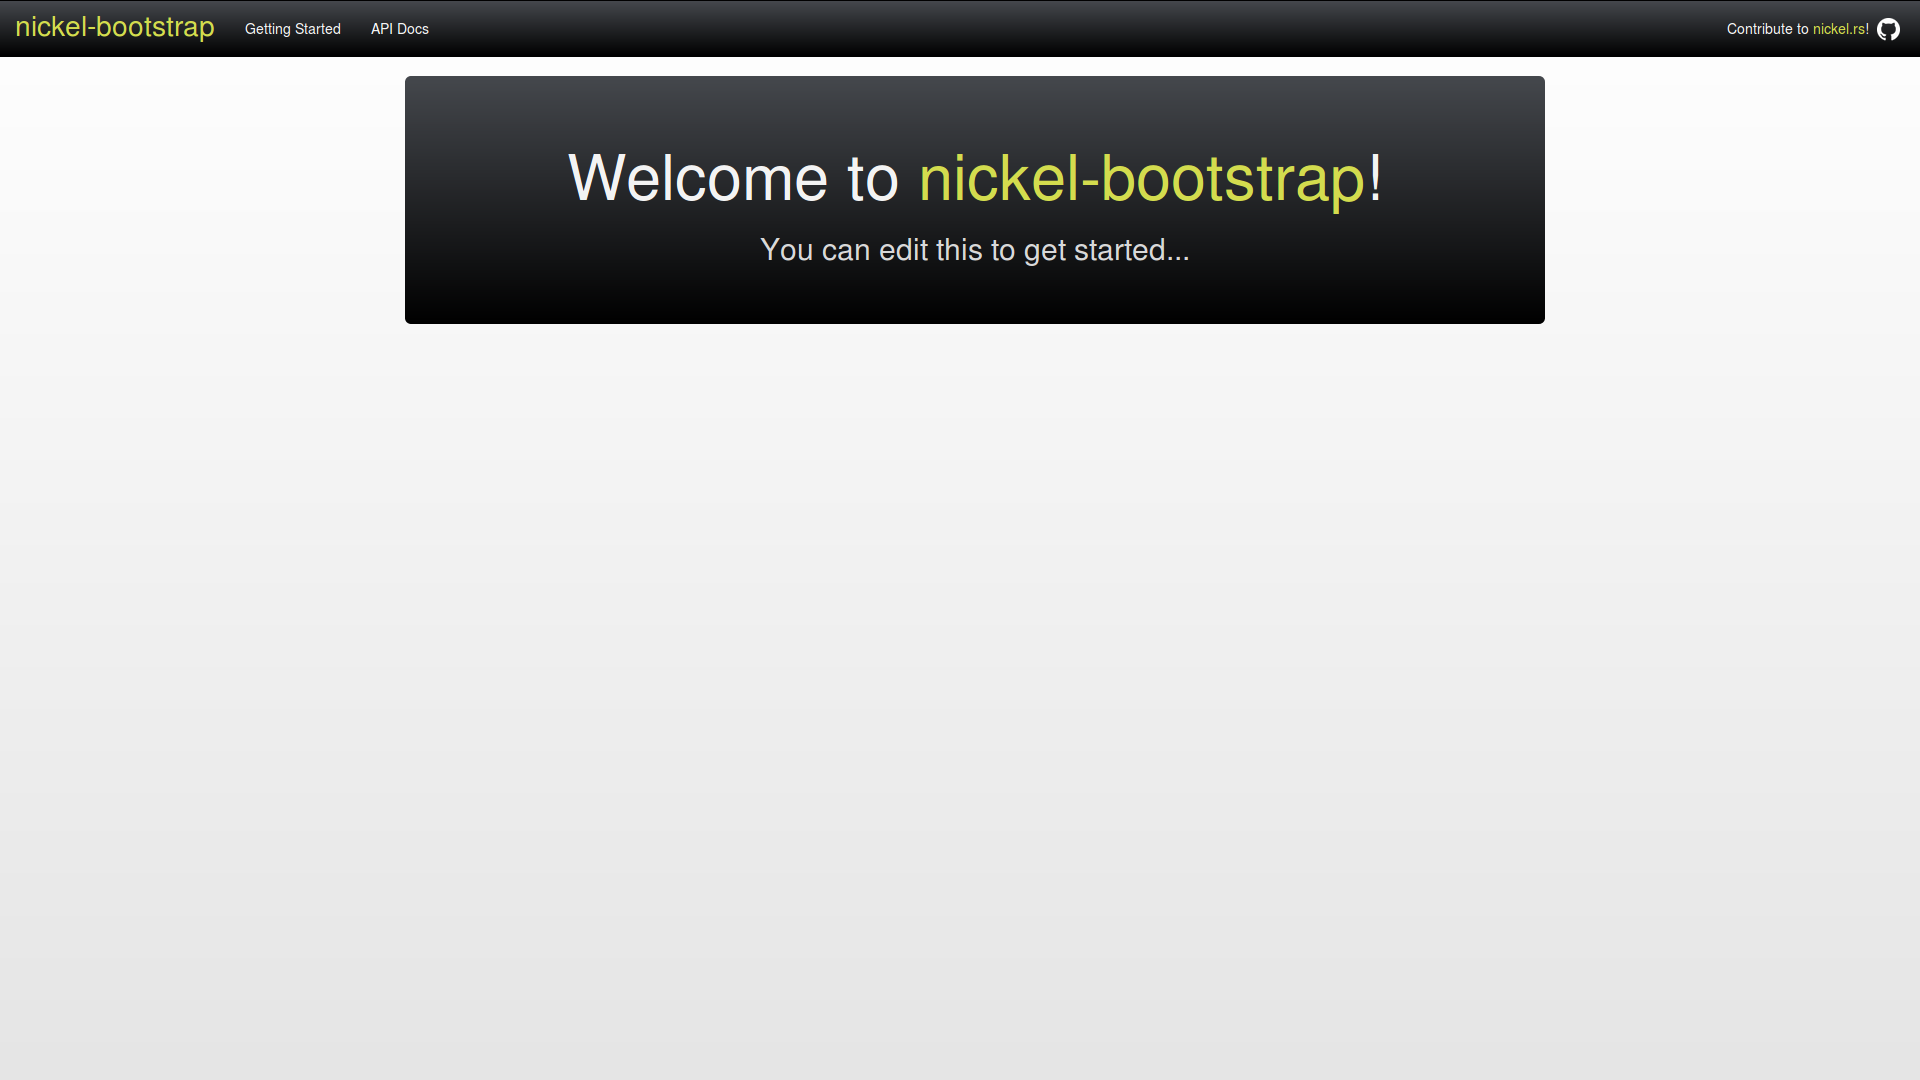 nickel-bootstrap Getting Started API Docs Contribute to nickel.rs!
Welcome to nickel-bootstrap!
You can edit this to get started...